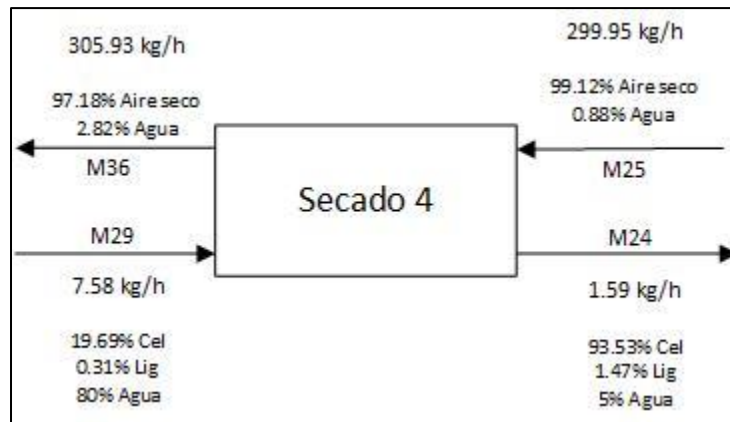 305.93 kg/h
97.18% Aire seco
2.82% Agua
M36
M29
7.58 kg/h
19.69% Cel
0.31% Lig
80% Agua
Secado 4
299.95 kg/h
99.12% Aire seco
0.88% Agua
M25
M24
1.59 kg/h
93.53% Cel
1.47% Lig
5% Agua